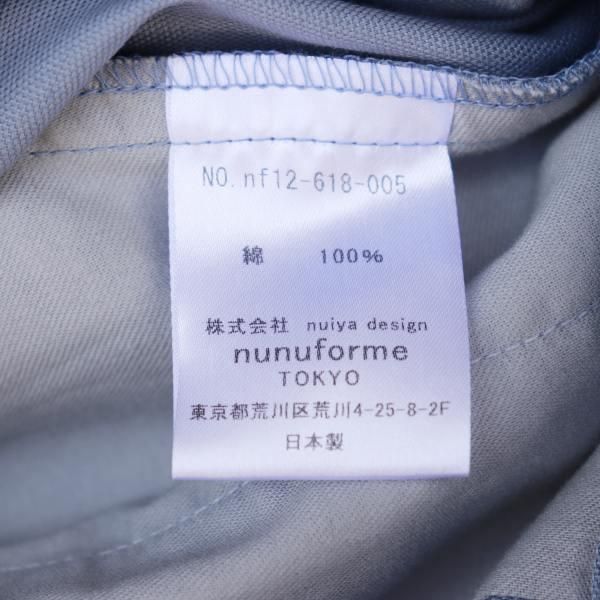 NO. nf12-618-005
綿 100%
株式会社 nuiya design
nunuforme
TOKYO
東京都荒川区荒川4-25-8-2F
日本製